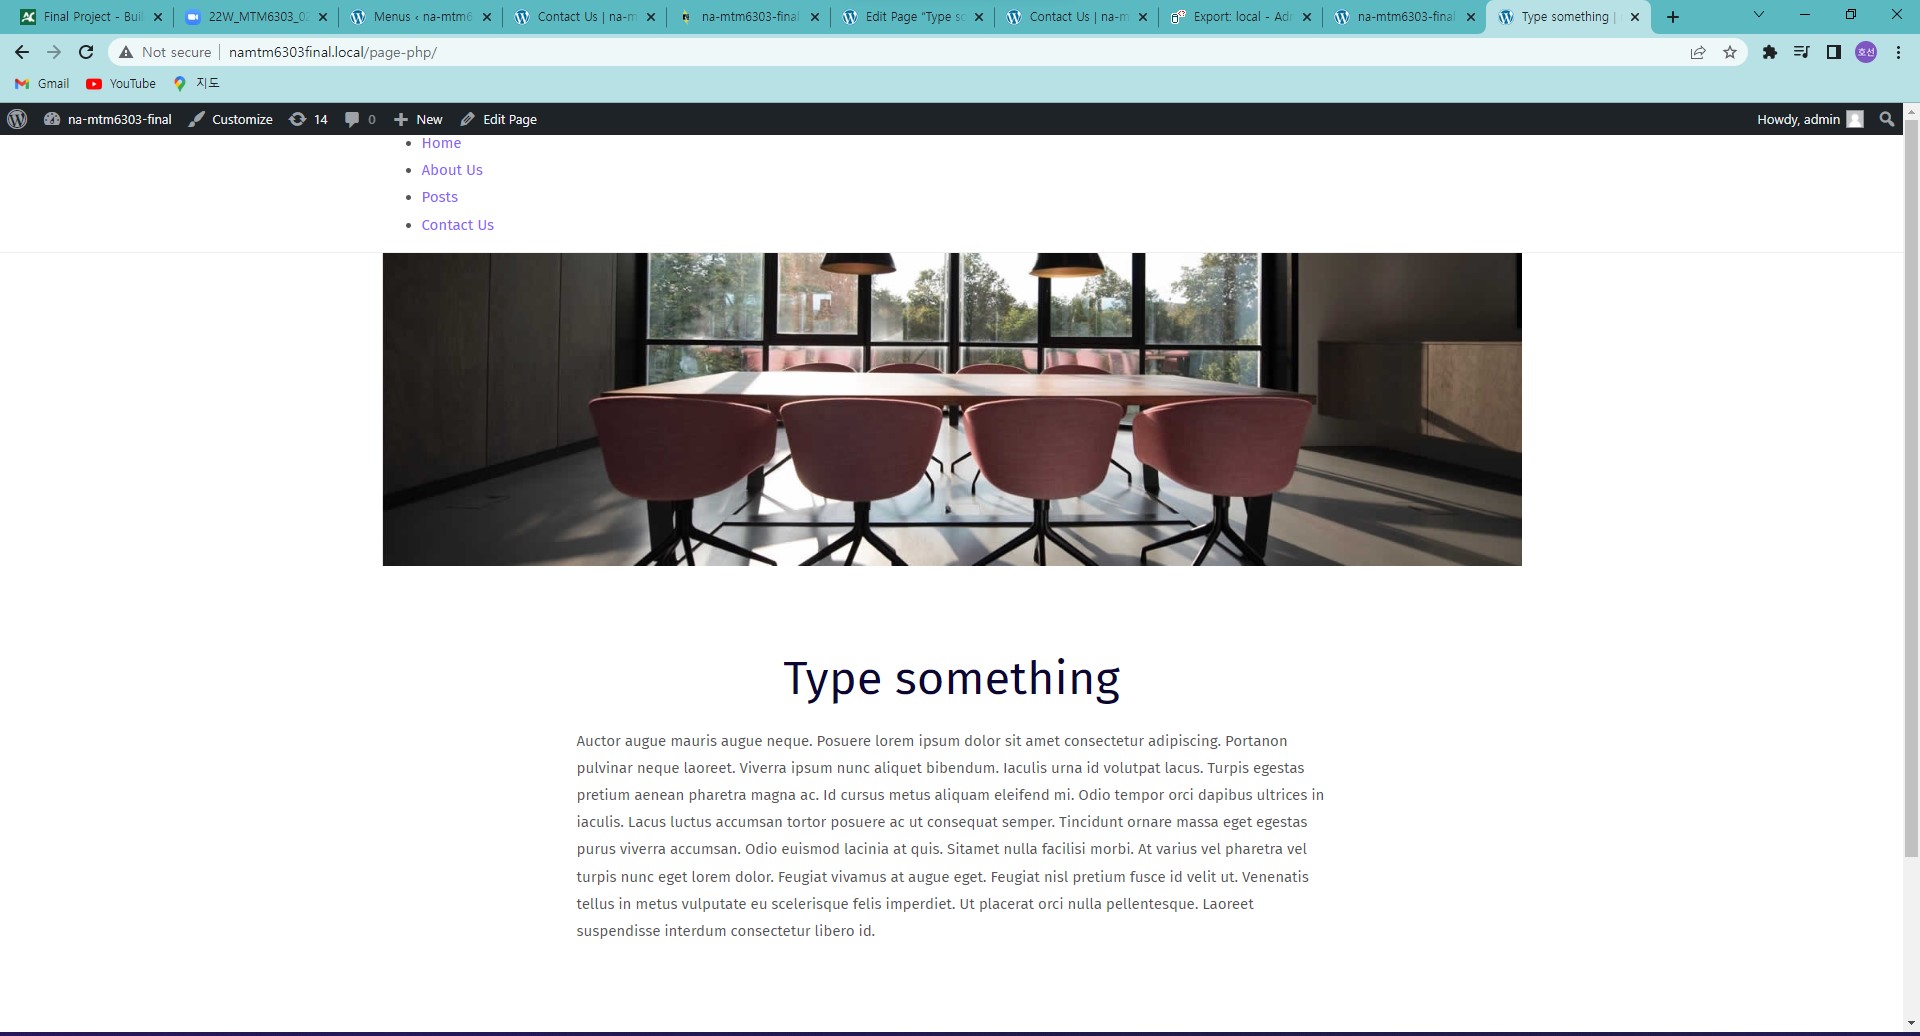 Final Project - Buil
22W_MTM6303_0
Menus ‹ na-mtm6
Contact Us | na-m
na-mtm6303-final
Edit Page "Type so
Contact Us | na-m
Export: local - Adm
na-mtm6303-final
Type something |
Not secure | namtm6303final.local/page-php/
호선
Gmail YouTube 지도
na-mtm6303-final Customize 14 0 New Edit Page Howdy, admin
Home
About Us
Posts
Contact Us
Type something
Auctor augue mauris augue neque. Posuere lorem ipsum dolor sit amet consectetur adipiscing. Portanon
pulvinar neque laoreet. Viverra ipsum nunc aliquet bibendum. Iaculis urna id volutpat lacus. Turpis egestas
pretium aenean pharetra magna ac. Id cursus metus aliquam eleifend mi. Odio tempor orci dapibus ultrices in
iaculis. Lacus luctus accumsan tortor posuere ac ut consequat semper. Tincidunt ornare massa eget egestas
purus viverra accumsan. Odio euismod lacinia at quis. Sitamet nulla facilisi morbi. At varius vel pharetra vel
turpis nunc eget lorem dolor. Feugiat vivamus at augue eget. Feugiat nisl pretium fusce id velit ut. Venenatis
tellus in metus vulputate eu scelerisque felis imperdiet. Ut placerat orci nulla pellentesque. Laoreet
suspendisse interdum consectetur libero id.